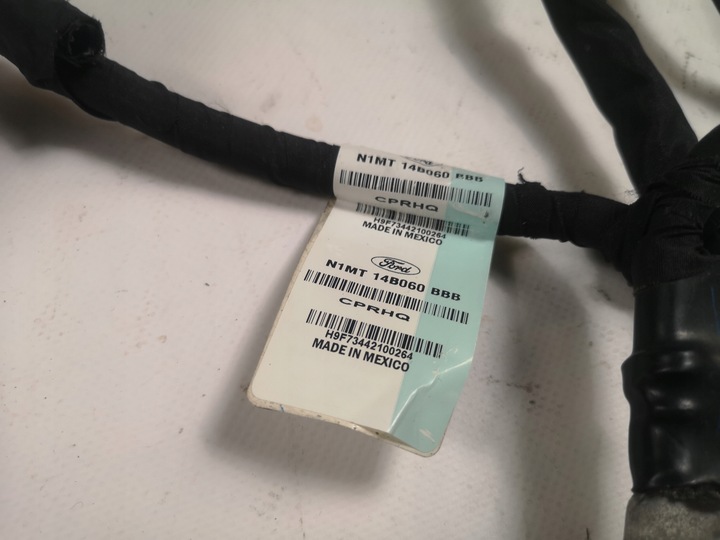 N1MT 14B060 BBB
CPRHQ
H9F73442100264
MADE IN MEXICO
Ford
N1MT 14B060 BBB
CPRHQ
H9F73442100264
MADE IN MEXICO